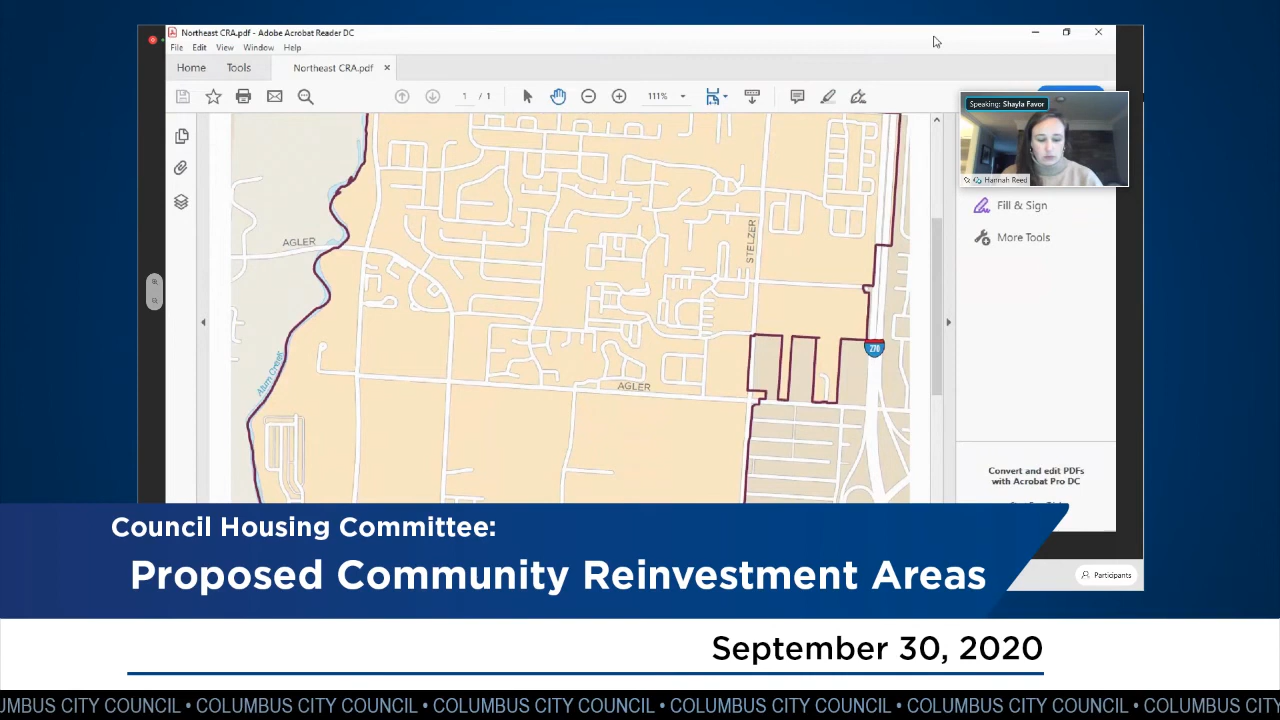 Northeast CRA.pdf - Adobe Acrobat Reader DC
File Edit View Window Help
Home Tools Northeast CRA.pdf ×
1 / 1 111%
Speaking: Shayla Favor
Hannah Reed
Fill & Sign
More Tools
AGLER
STELZER
270
Alum Creek
AGLER
Convert and edit PDFs
with Acrobat Pro DC
Participants
Council Housing Committee:
Proposed Community Reinvestment Areas
September 30, 2020
UMBUS CITY COUNCIL • COLUMBUS CITY COUNCIL • COLUMBUS CITY COUNCIL • COLUMBUS CITY COUNCIL • COLUMBUS CITY COUNCIL • COLUMBUS CITY